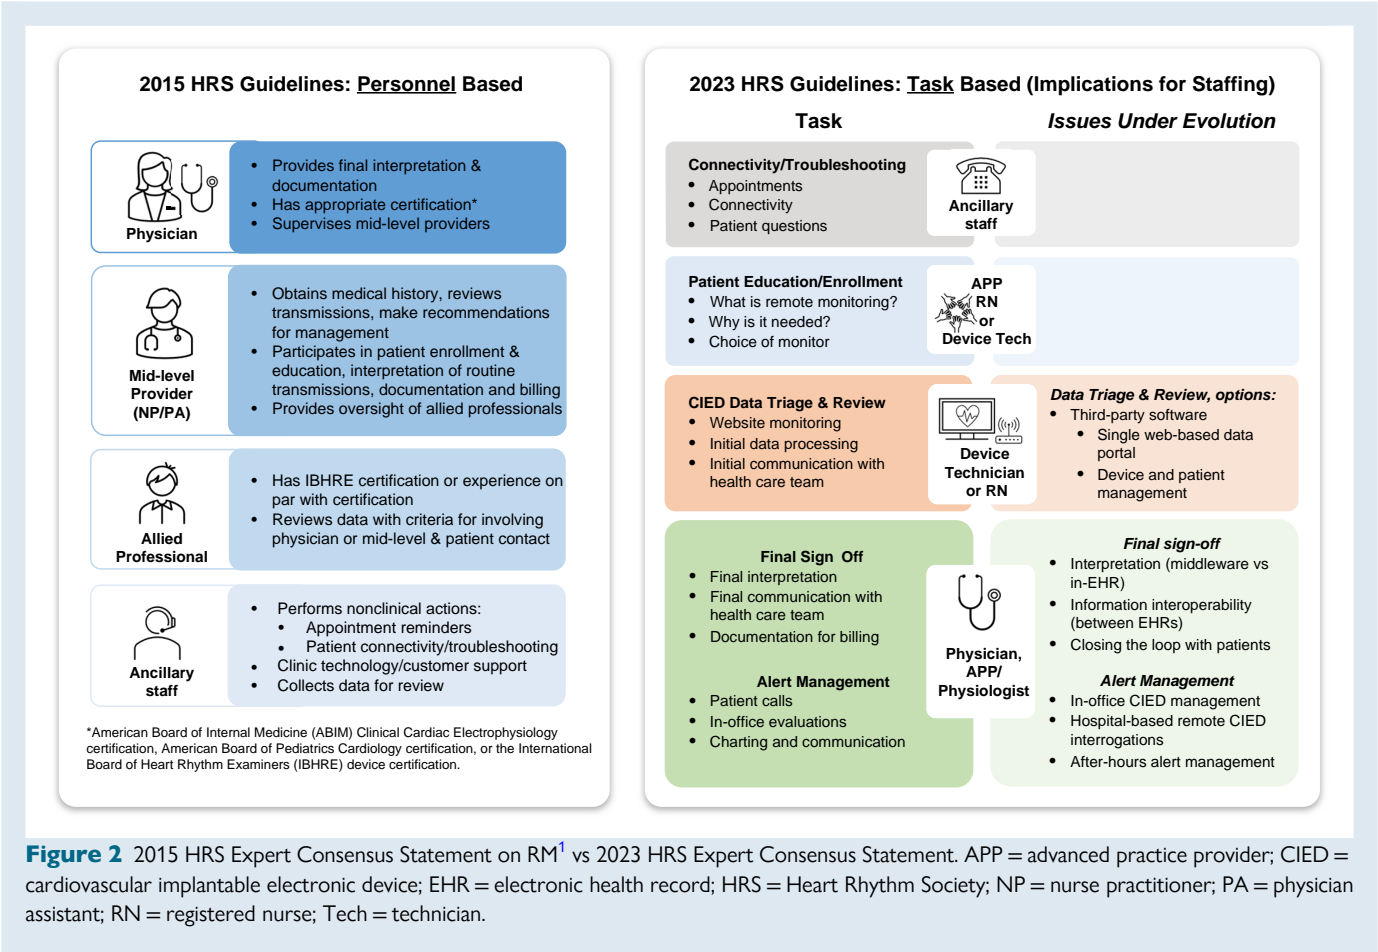 2015 HRS Guidelines: Personnel Based
Physician
• Provides final interpretation &
documentation
• Has appropriate certification*
• Supervises mid-level providers
Mid-level
Provider
(NP/PA)
• Obtains medical history, reviews
transmissions, make recommendations
for management
• Participates in patient enrollment &
education, interpretation of routine
transmissions, documentation and billing
• Provides oversight of allied professionals
Allied
Professional
• Has IBHRE certification or experience on
par with certification
• Reviews data with criteria for involving
physician or mid-level & patient contact
Ancillary
staff
• Performs nonclinical actions:
• Appointment reminders
• Patient connectivity/troubleshooting
• Clinic technology/customer support
• Collects data for review
*American Board of Internal Medicine (ABIM) Clinical Cardiac Electrophysiology
certification, American Board of Pediatrics Cardiology certification, or the International
Board of Heart Rhythm Examiners (IBHRE) device certification.
2023 HRS Guidelines: Task Based (Implications for Staffing)
Task
Issues Under Evolution
Connectivity/Troubleshooting
• Appointments
• Connectivity
• Patient questions
Ancillary
staff
Patient Education/Enrollment
• What is remote monitoring?
• Why is it needed?
• Choice of monitor
APP
RN
or
Device Tech
CIED Data Triage & Review
• Website monitoring
• Initial data processing
• Initial communication with
health care team
Device
Technician
or RN
Data Triage & Review, options:
• Third-party software
• Single web-based data
portal
• Device and patient
management
Final Sign Off
• Final interpretation
• Final communication with
health care team
• Documentation for billing
Alert Management
• Patient calls
• In-office evaluations
• Charting and communication
Physician,
APP/
Physiologist
Final sign-off
• Interpretation (middleware vs
in-EHR)
• Information interoperability
(between EHRs)
• Closing the loop with patients
Alert Management
• In-office CIED management
• Hospital-based remote CIED
interrogations
• After-hours alert management
Figure 2 2015 HRS Expert Consensus Statement on RM1 vs 2023 HRS Expert Consensus Statement. APP = advanced practice provider; CIED =
cardiovascular implantable electronic device; EHR = electronic health record; HRS = Heart Rhythm Society; NP = nurse practitioner; PA = physician
assistant; RN = registered nurse; Tech = technician.